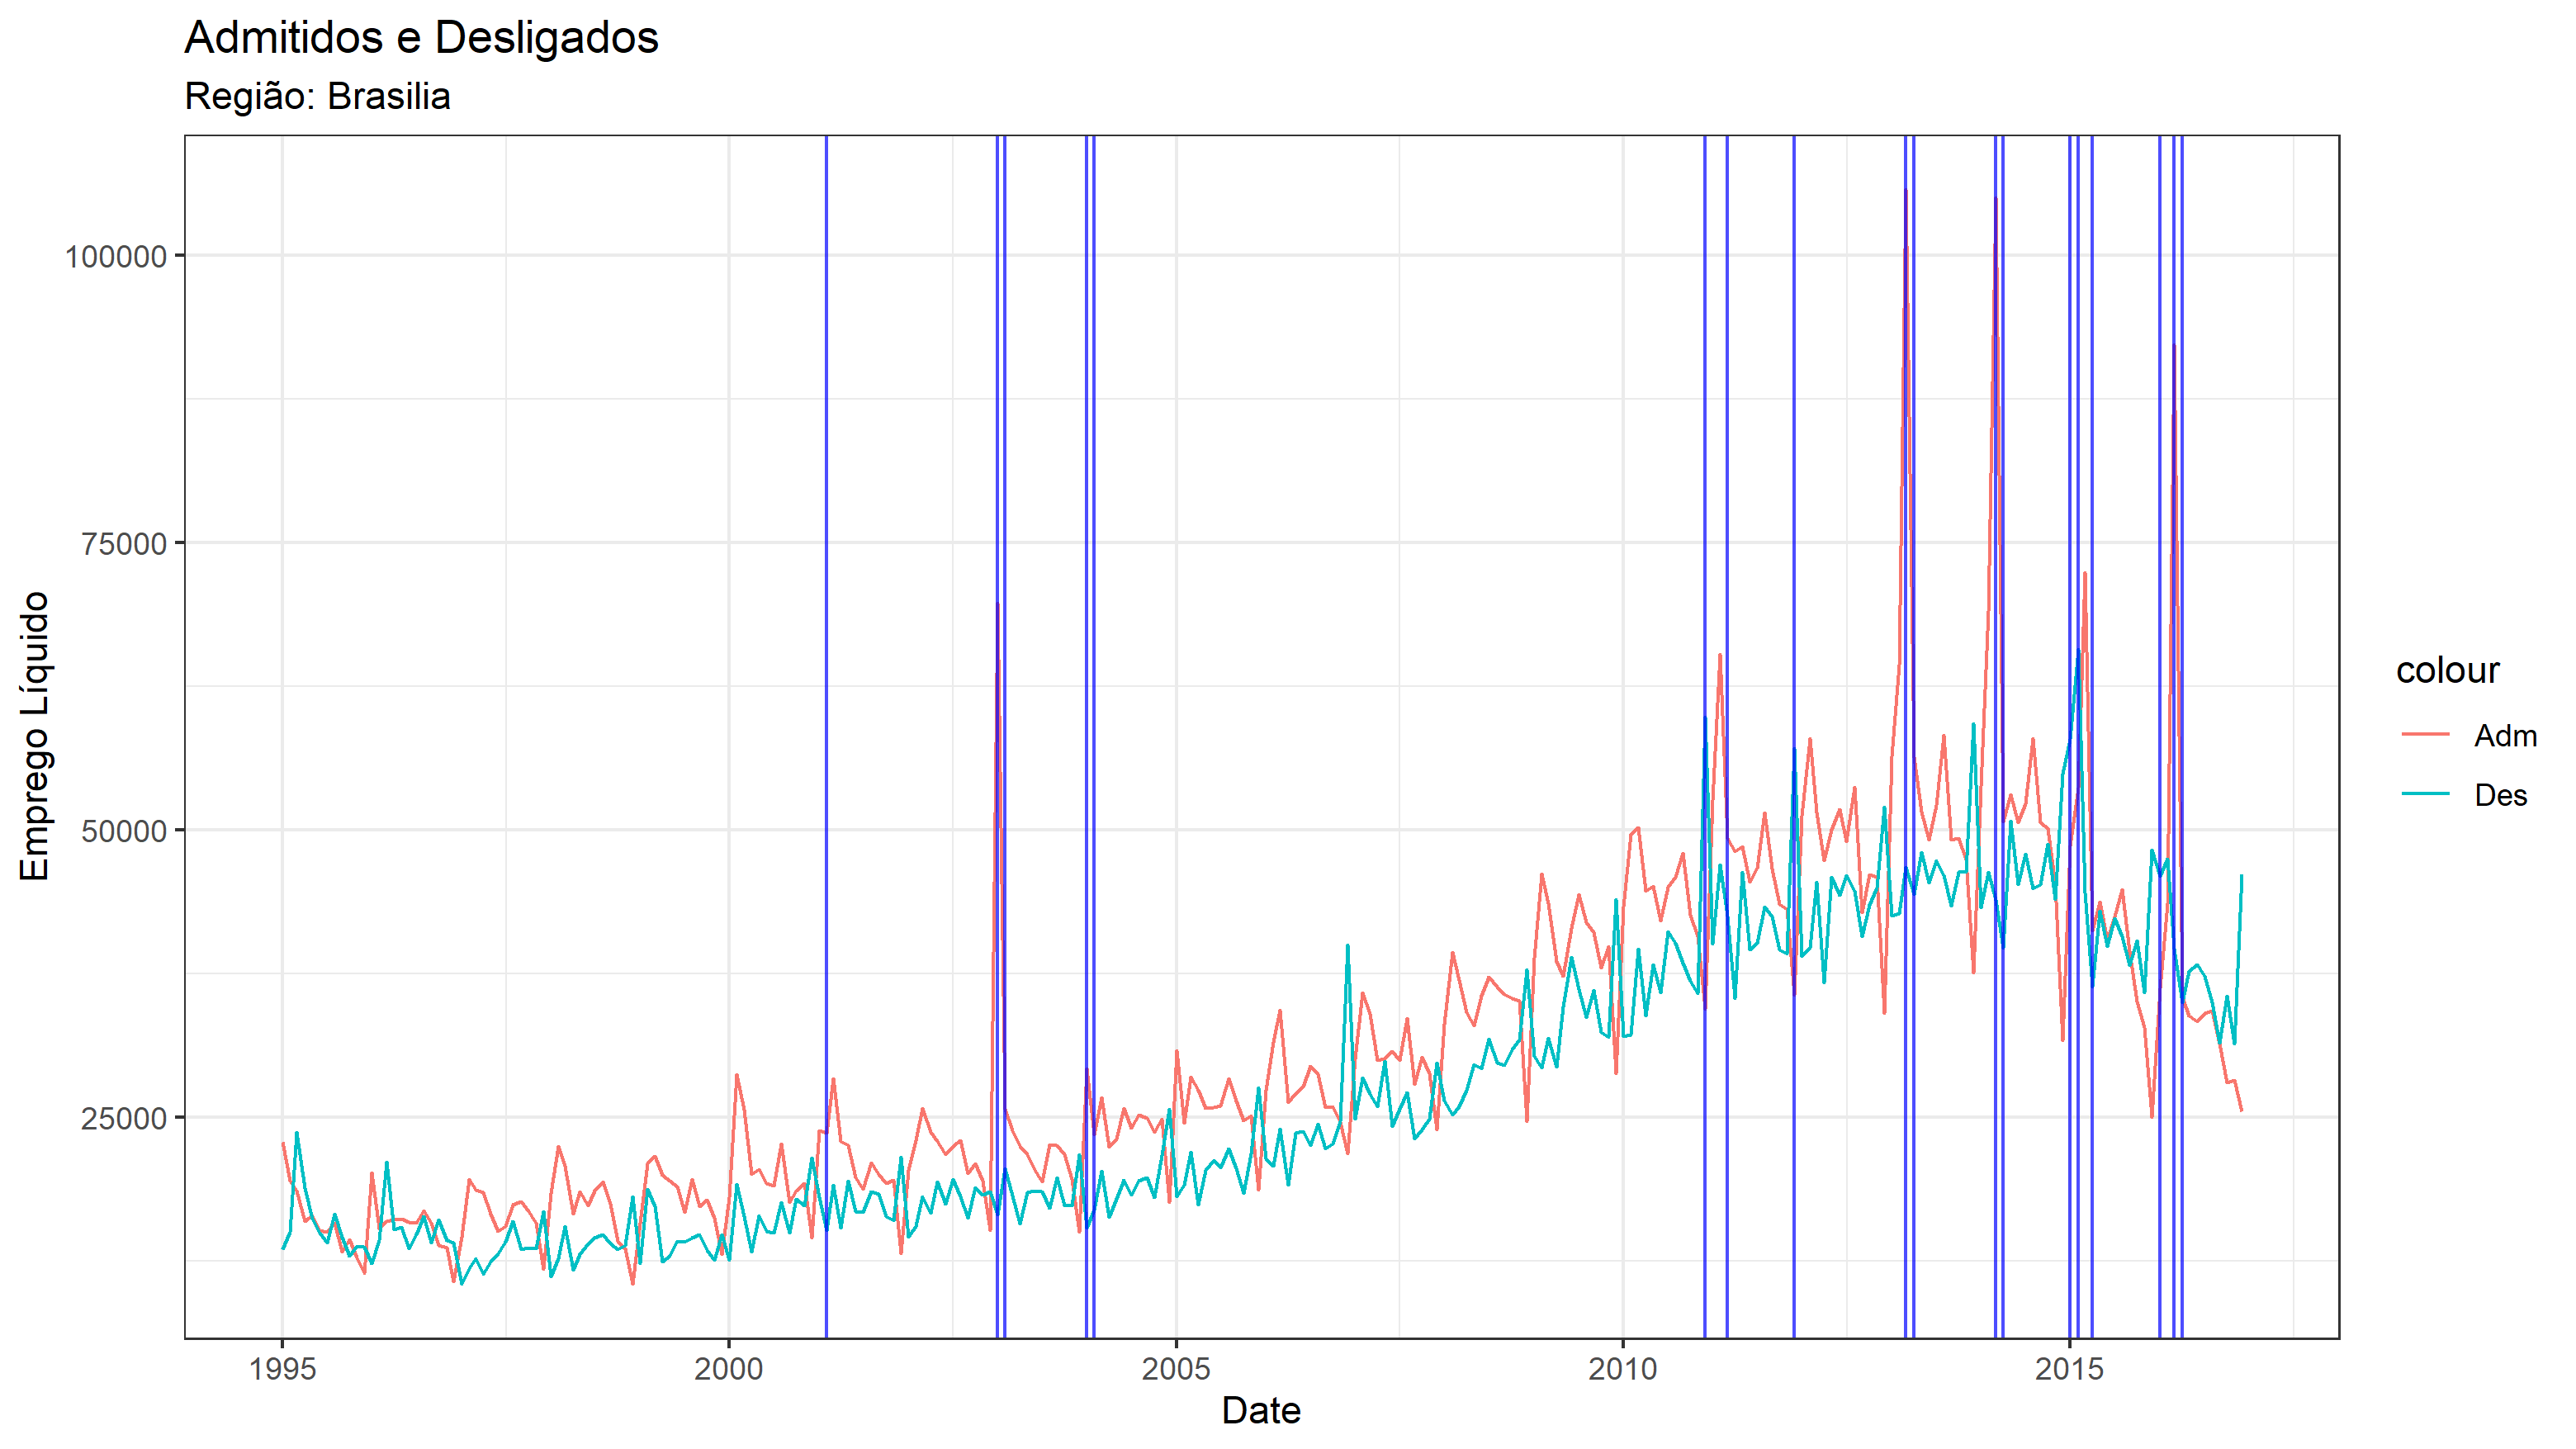 Admitidos e Desligados
Região: Brasilia
Emprego Líquido
100000
75000
50000
25000
1995
2000
2005
2010
2015
Date
colour
Adm
Des